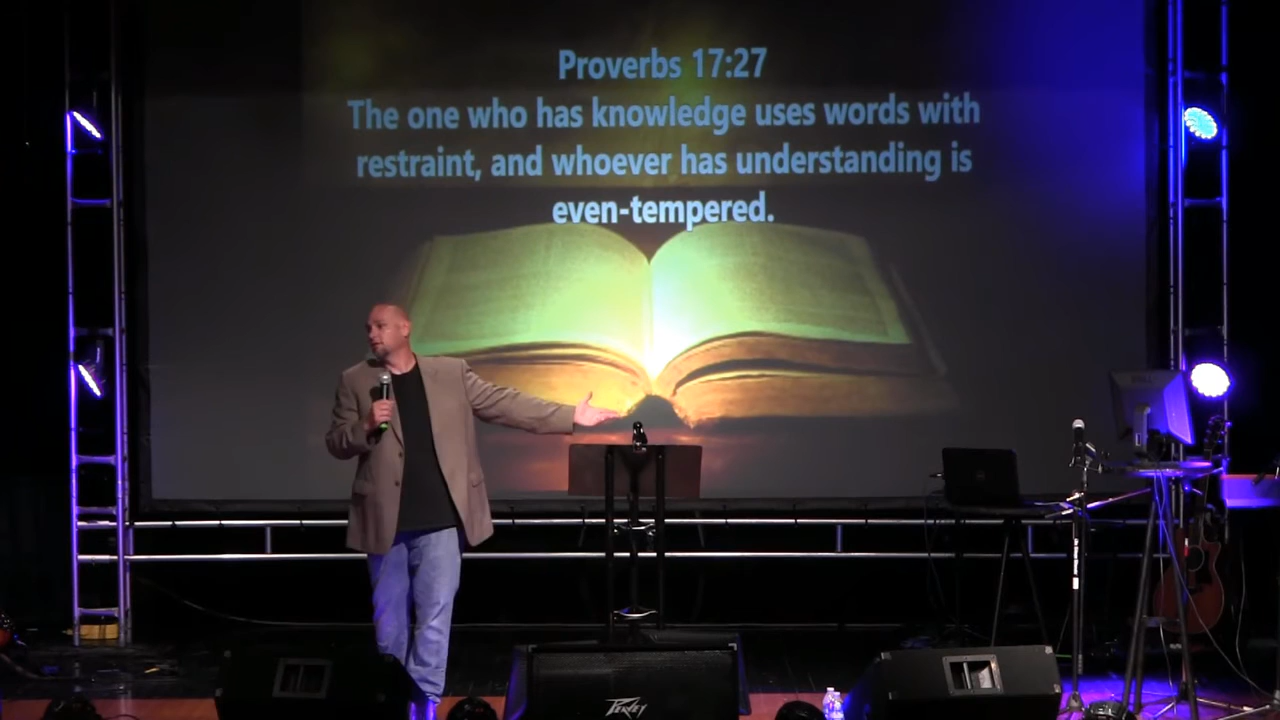 Proverbs 17:27
The one who has knowledge uses words with
restraint, and whoever has understanding is
even-tempered.
DELL
PEAVEY